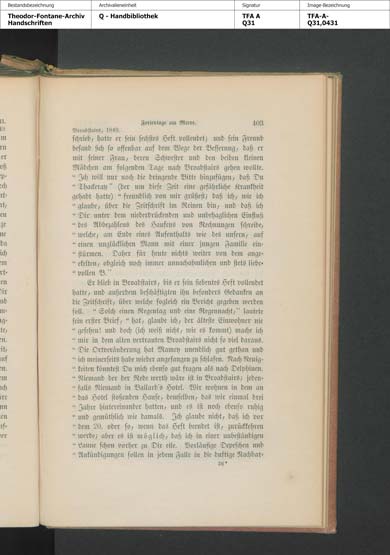 Bestandsbezeichnung
Archivalieneinheit
Signatur
Image-Bezeichnung
Theodor-Fontane-Archiv
Handschriften
Q - Handbibliothek
TFA A
Q31
TFA-A-
Q31,0431
Ferientage am Meere.
403
Broadstairs, 1849.
schrieb, hatte er sein sechstes Heft vollendet; und sein Freund
befand sich so offenbar auf dem Wege der Besserung, daß er
mit seiner Frau, deren Schwester und den beiden kleinen
Mädchen am folgenden Tage nach Broadstairs gehen wollte.
"Ich will nur noch die dringende Bitte hinzufügen, daß Du
"Thackeray" (der um diese Zeit eine gefährliche Krankheit
gehabt hatte) "freundlich von mir grüßest; daß ich, wie ich
"glaube, über die Zeitschrift im Reinen bin; und daß ich
"Dir unter dem niederdrückenden und unbehaglichen Einfluß
"des Abbezahlens des Haufens von Rechnungen schreibe,
"welche, am Ende eines Aufenthalts wie des unsern, auf
"einen unglücklichen Mann mit einer jungen Familie ein-
"stürmen. Daher für heute nichts weiter von dem ange-
"ekelten, obgleich noch immer unnachahmlichen und stets liebe-
"vollen B."
Er blieb in Broadstairs, bis er sein siebentes Heft vollendet
hatte, und außerdem beschäftigten ihn besonders Gedanken an
die Zeitschrift, über welche sogleich ein Bericht gegeben werden
soll. "Solch einen Regentag und eine Regennacht," lautete
sein erster Brief, "hat, glaube ich, der älteste Einwohner nie
"gesehen! und doch (ich weiß nicht, wie es kommt) mache ich
"mir in dem alten vertrauten Broadstairs nicht so viel daraus.
"Die Ortveränderung hat Mamey unendlich gut gethan und
"ich meinerseits habe wieder angefangen zu schlafen. Nach Neuig-
"keiten könntest Du mich ebenso gut fragen als nach Delphinen.
"Niemand der der Rede werth wäre ist in Broadstairs; jeden-
"falls Niemand in Ballard's Hotel. Wir wohnen in dem an
"das Hotel stoßenden Hause, demselben, das wir einmal drei
"Jahre hintereinander hatten, und es ist noch ebenso ruhig
"und gemüthlich wie damals. Ich glaube nicht, daß ich vor
"dem 20. oder so, wenn das Heft beendet ist, zurückkehren
"werde; aber es ist möglich, daß ich in einer unbeständigen
"Laune schon vorher zu Dir eile. Vorläufige Depeschen und
"Ankündigungen sollen in jedem Falle in die duftige Nachbar-
26*